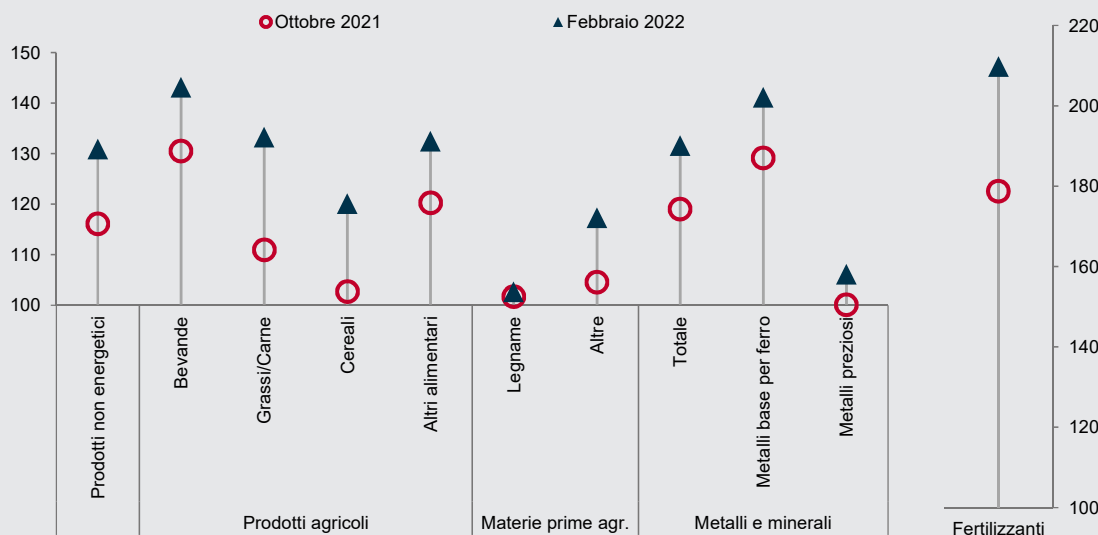 Ottobre 2021
Febbraio 2022
150
140
130
120
110
100
220
200
180
160
140
120
100
Prodotti non energetici
Bevande
Grassi/Carne
Cereali
Altri alimentari
Legname
Altre
Totale
Metalli base per ferro
Metalli preziosi
Prodotti agricoli
Materie prime agr.
Metalli e minerali
Fertilizzanti